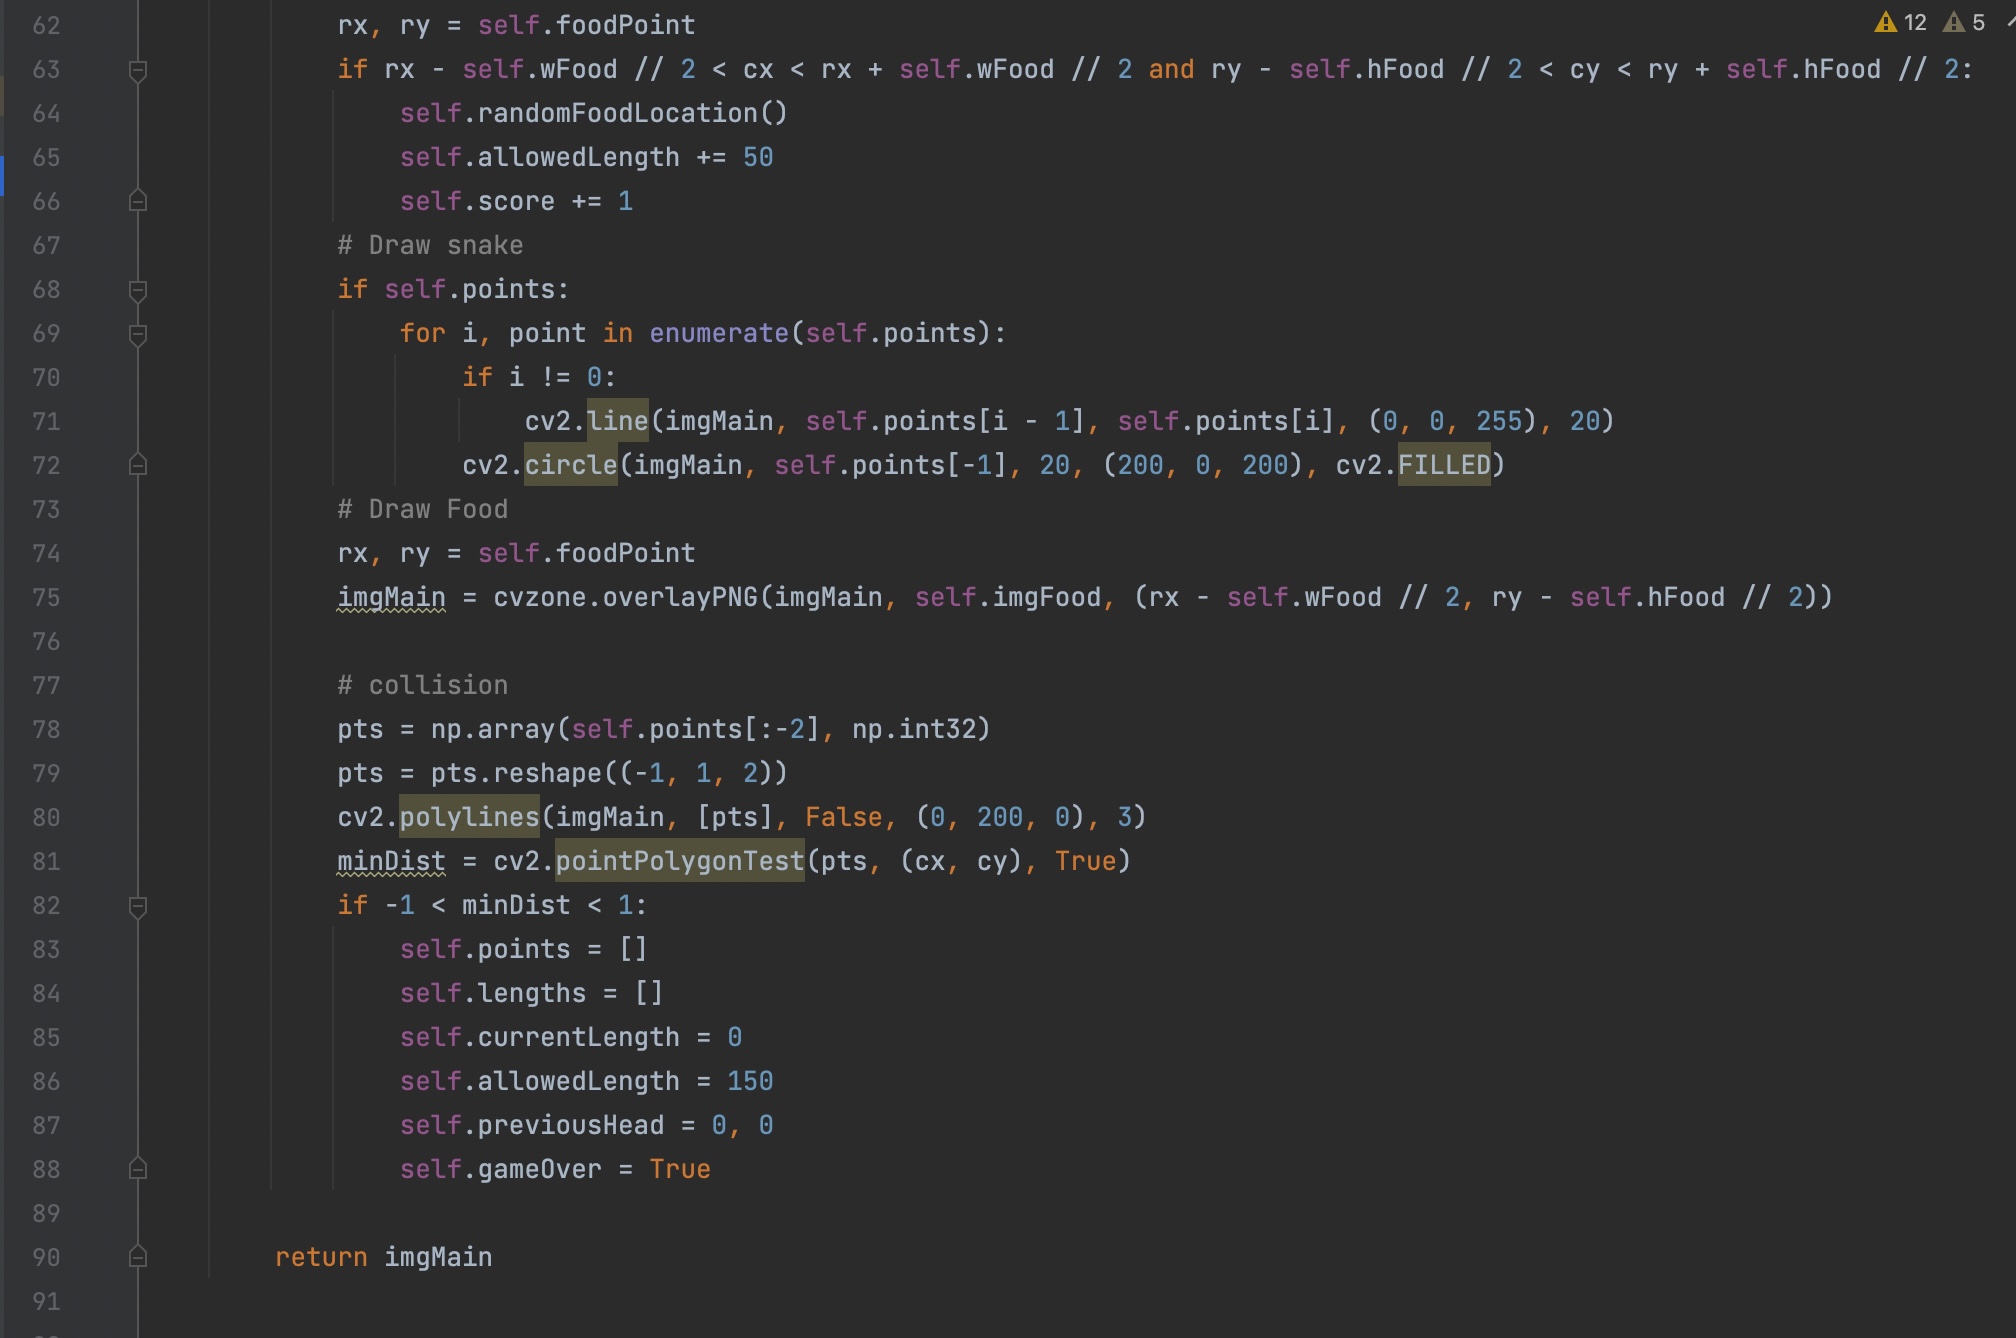 62 rx, ry = self.foodPoint 12 5
63 if rx - self.wFood // 2 < cx < rx + self.wFood // 2 and ry - self.hFood // 2 < cy < ry + self.hFood // 2:
64 self.randomFoodLocation()
65 self.allowedLength += 50
66 self.score += 1
67 # Draw snake
68 if self.points:
69 for i, point in enumerate(self.points):
70 if i != 0:
71 cv2.line(imgMain, self.points[i - 1], self.points[i], (0, 0, 255), 20)
72 cv2.circle(imgMain, self.points[-1], 20, (200, 0, 200), cv2.FILLED)
73 # Draw Food
74 rx, ry = self.foodPoint
75 imgMain = cvzone.overlayPNG(imgMain, self.imgFood, (rx - self.wFood // 2, ry - self.hFood // 2))
76
77 # collision
78 pts = np.array(self.points[:-2], np.int32)
79 pts = pts.reshape((-1, 1, 2))
80 cv2.polylines(imgMain, [pts], False, (0, 200, 0), 3)
81 minDist = cv2.pointPolygonTest(pts, (cx, cy), True)
82 if -1 < minDist < 1:
83 self.points = []
84 self.lengths = []
85 self.currentLength = 0
86 self.allowedLength = 150
87 self.previousHead = 0, 0
88 self.gameOver = True
89
90 return imgMain
91